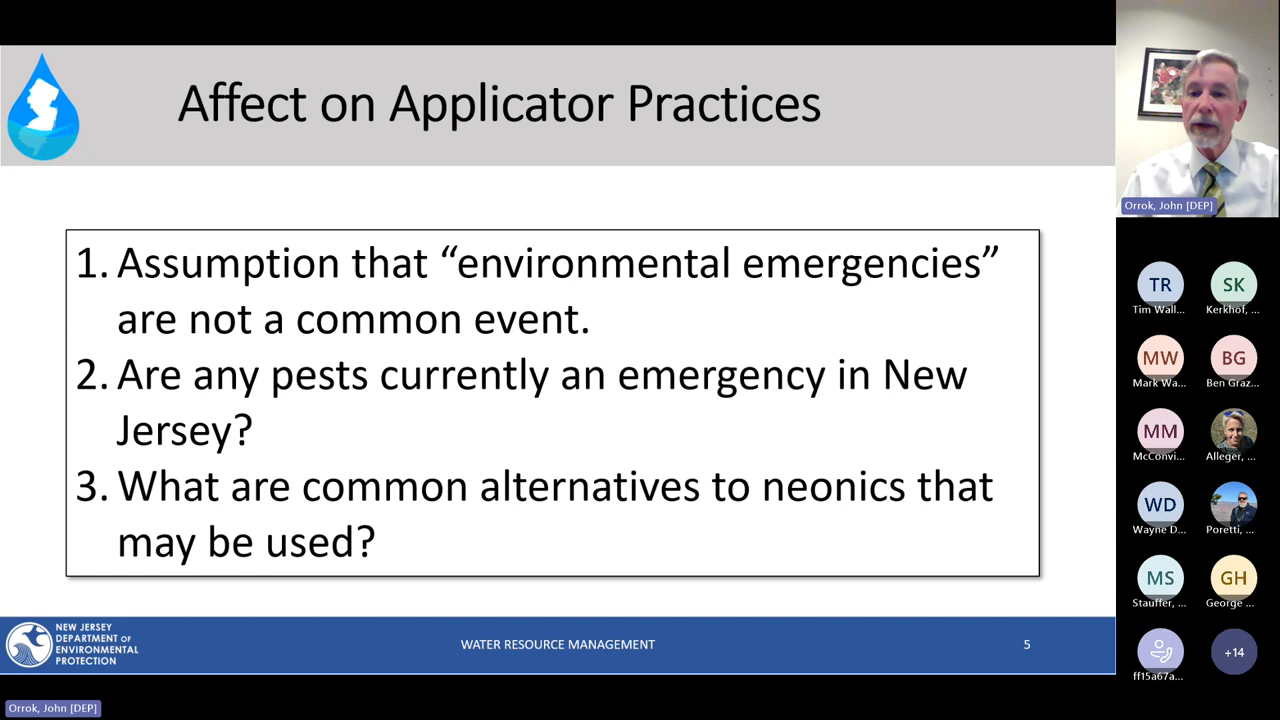 Affect on Applicator Practices
1. Assumption that “environmental emergencies”
are not a common event.
2. Are any pests currently an emergency in New
Jersey?
3. What are common alternatives to neonics that
may be used?
NEW JERSEY
DEPARTMENT OF
ENVIRONMENTAL
PROTECTION
WATER RESOURCE MANAGEMENT
5
Orrok, John [DEP]
Orrok, John [DEP]
TR
Tim Wall...
SK
Kerkhof, ...
MW
Mark Wa...
BG
Ben Graz...
MM
McConvi...
Alleger, ...
WD
Wayne D...
Poretti, ...
MS
Stauffer, ...
GH
George ...
ff15a67a...
+14